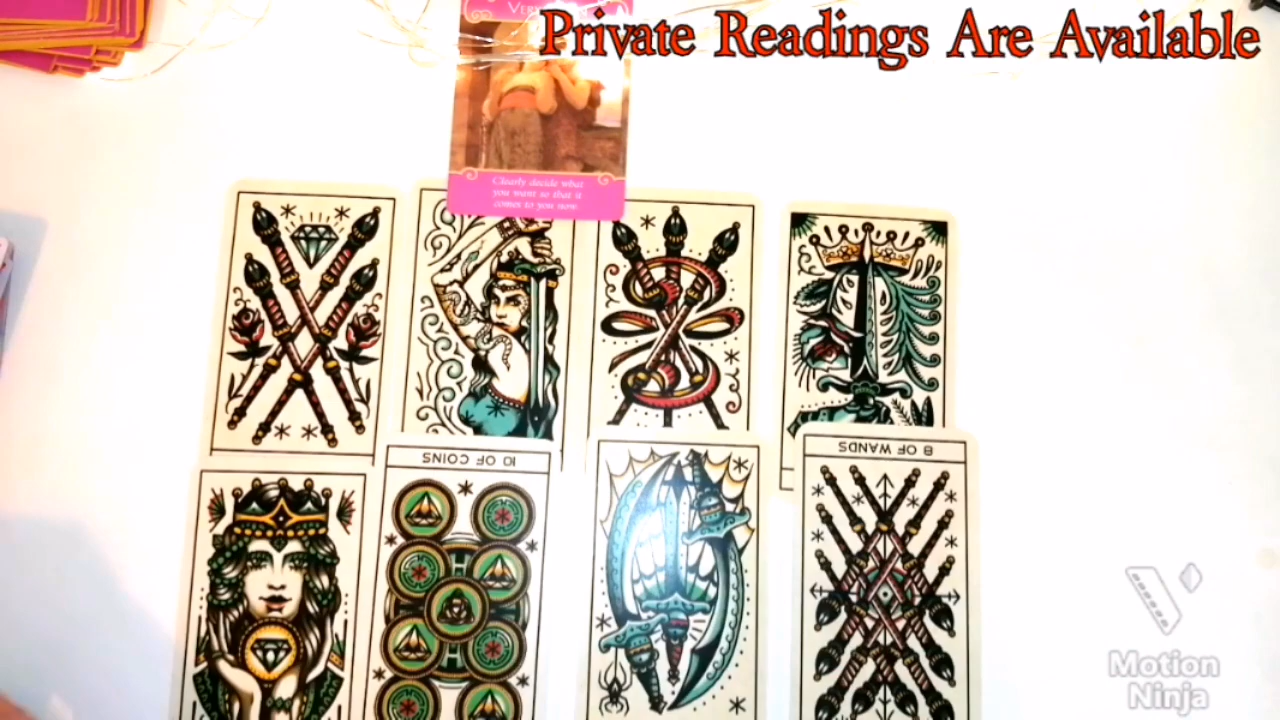 Private Readings Are Available
Clearly decide what
you want so that it
comes to you now.
10 OF COINS
8 OF WANDS
Motion
Ninja